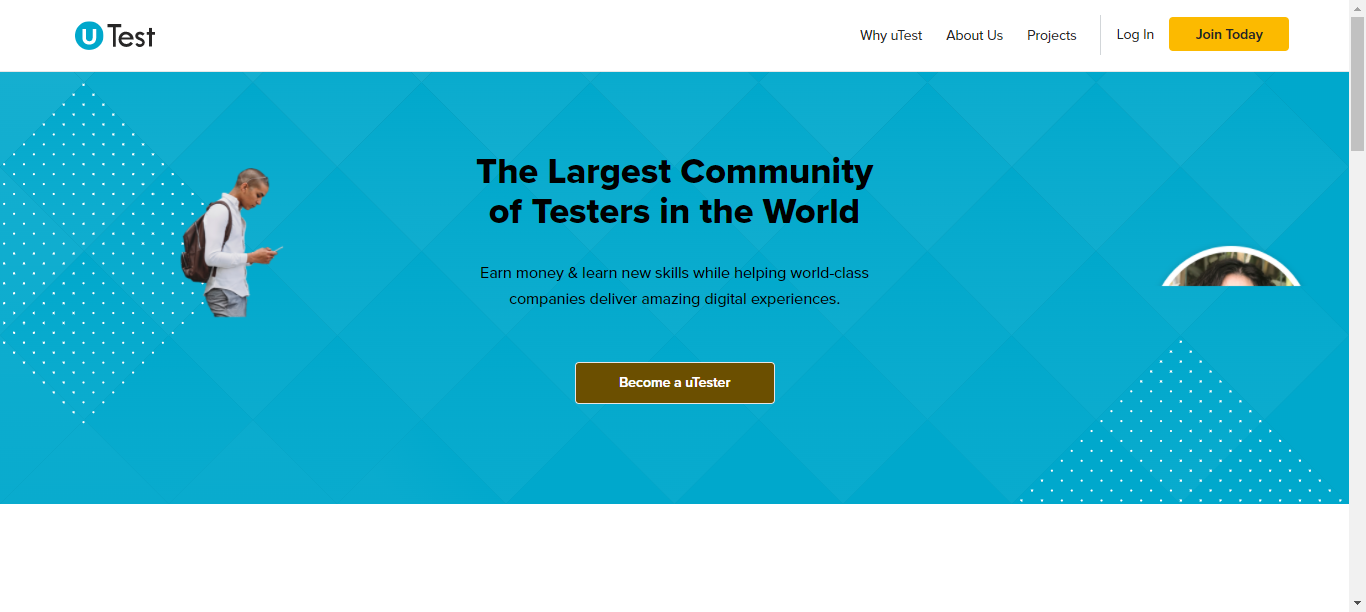 uTest
Why uTest
About Us
Projects
Log In
Join Today
The Largest Community
of Testers in the World
Earn money & learn new skills while helping world-class
companies deliver amazing digital experiences.
Become a uTester